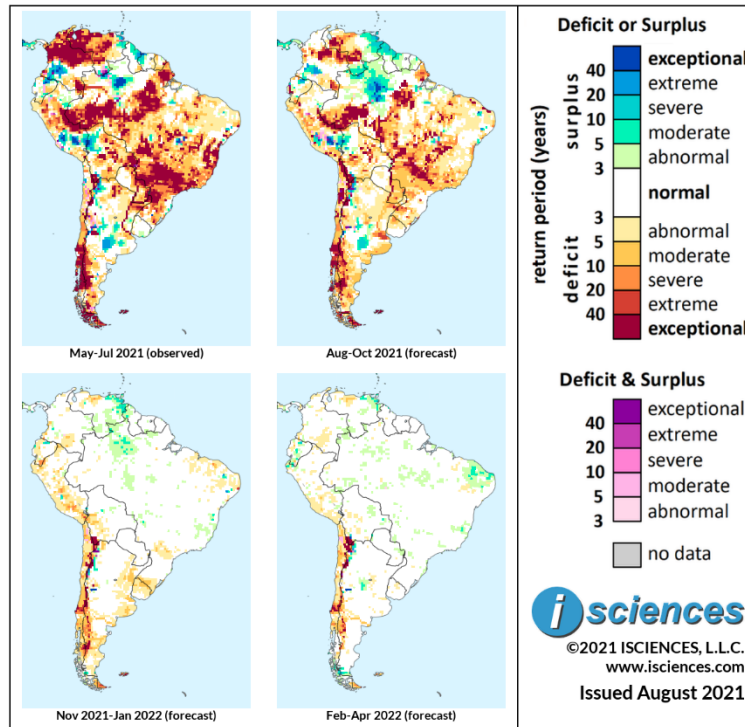 May-Jul 2021 (observed)
Aug-Oct 2021 (forecast)
Nov 2021-Jan 2022 (forecast)
Feb-Apr 2022 (forecast)
Deficit or Surplus
return period (years)
surplus
deficit
exceptional
40
extreme
20
severe
10
moderate
5
abnormal
3
normal
3
abnormal
5
moderate
10
severe
20
extreme
40
exceptional
Deficit & Surplus
exceptional
40
extreme
20
severe
10
moderate
5
abnormal
3
no data
i sciences
©2021 ISCIENCES, L.L.C.
www.isciences.com
Issued August 2021